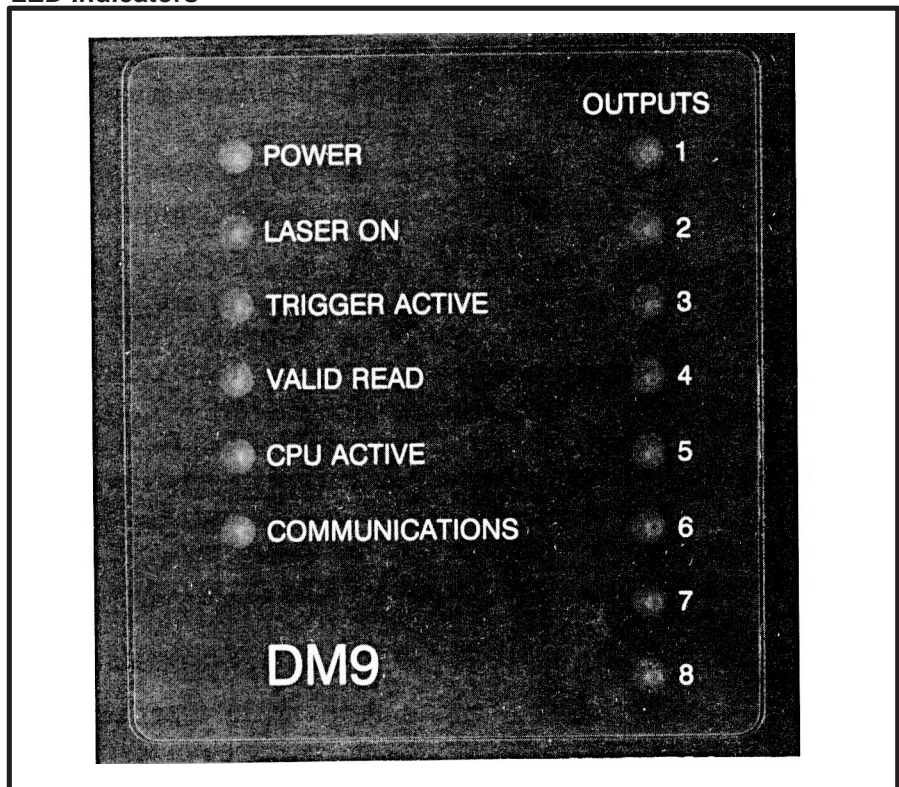 LED Indicators
OUTPUTS
POWER 1
LASER ON 2
TRIGGER ACTIVE 3
VALID READ 4
CPU ACTIVE 5
COMMUNICATIONS 6
7
DM9 8